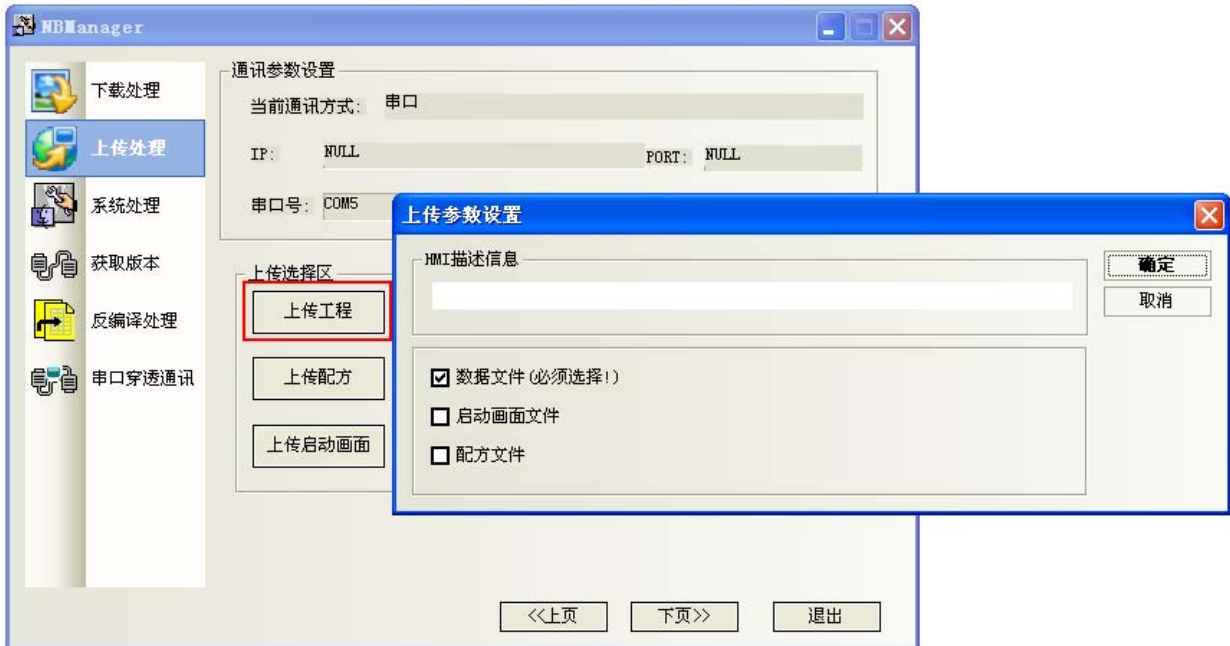 NBManager
下载处理
上传处理
系统处理
获取版本
反编译处理
串口穿透通讯
通讯参数设置
当前通讯方式: 串口
IP: NULL PORT: NULL
串口号: COM5
上传选择区
上传工程
上传配方
上传启动画面
上传参数设置
HMI描述信息
确定
取消
数据文件(必须选择!)
启动画面文件
配方文件
<<上页 下页>> 退出